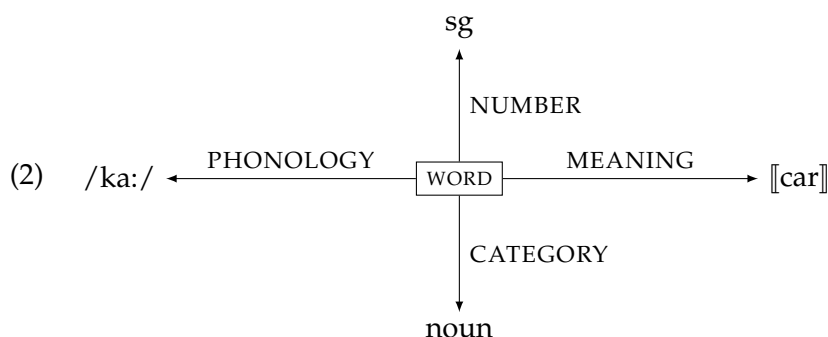 sg
NUMBER
(2) /ka:/ PHONOLOGY WORD MEANING ⟦car⟧
CATEGORY
noun